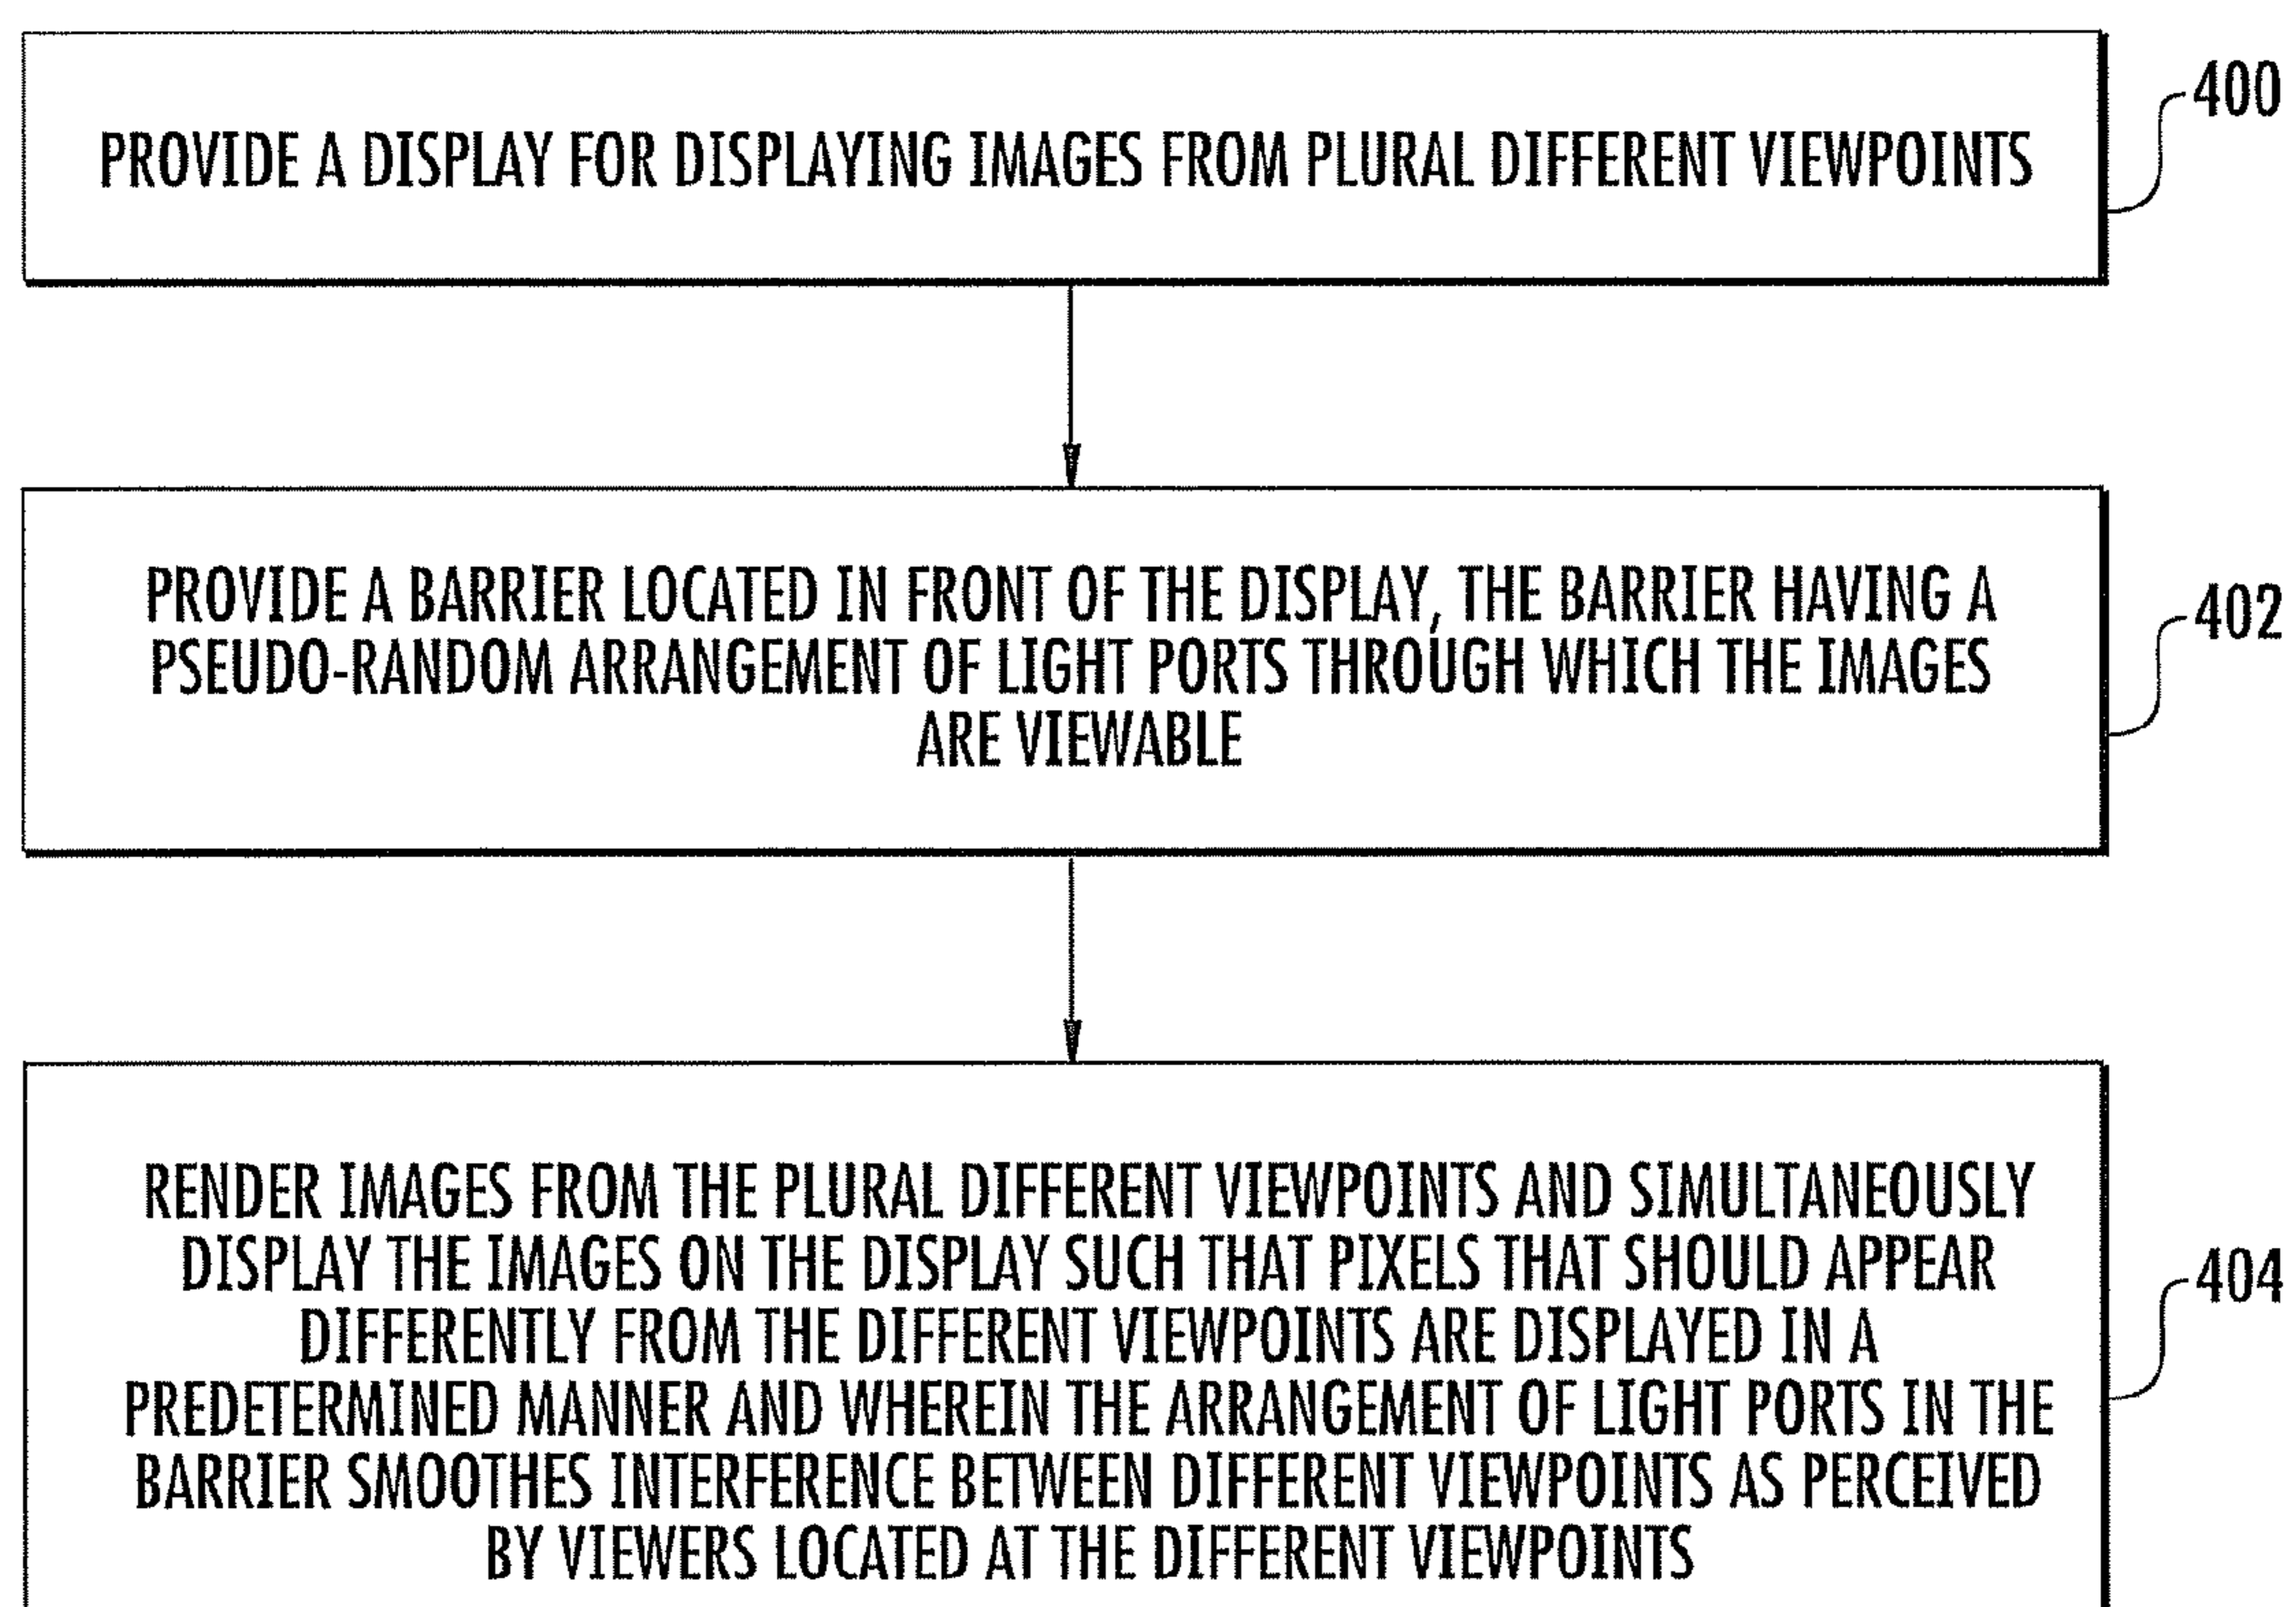 400
PROVIDE A DISPLAY FOR DISPLAYING IMAGES FROM PLURAL DIFFERENT VIEWPOINTS
402
PROVIDE A BARRIER LOCATED IN FRONT OF THE DISPLAY, THE BARRIER HAVING A
PSEUDO-RANDOM ARRANGEMENT OF LIGHT PORTS THROUGH WHICH THE IMAGES
ARE VIEWABLE
404
RENDER IMAGES FROM THE PLURAL DIFFERENT VIEWPOINTS AND SIMULTANEOUSLY
DISPLAY THE IMAGES ON THE DISPLAY SUCH THAT PIXELS THAT SHOULD APPEAR
DIFFERENTLY FROM THE DIFFERENT VIEWPOINTS ARE DISPLAYED IN A
PREDETERMINED MANNER AND WHEREIN THE ARRANGEMENT OF LIGHT PORTS IN THE
BARRIER SMOOTHES INTERFERENCE BETWEEN DIFFERENT VIEWPOINTS AS PERCEIVED
BY VIEWERS LOCATED AT THE DIFFERENT VIEWPOINTS